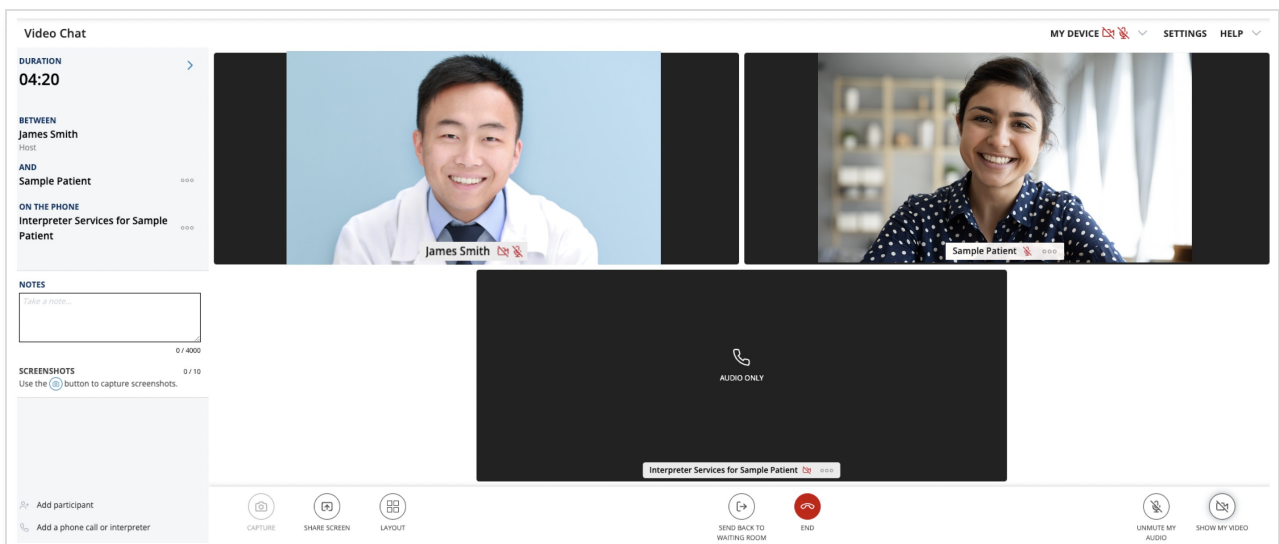 Video Chat
MY DEVICE
SETTINGS
HELP
DURATION
04:20
BETWEEN
James Smith
Host
AND
Sample Patient
ON THE PHONE
Interpreter Services for Sample
Patient
NOTES
Take a note...
0 / 4000
SCREENSHOTS 0 / 10
Use the button to capture screenshots.
Add participant
Add a phone call or interpreter
James Smith
Sample Patient
AUDIO ONLY
Interpreter Services for Sample Patient
CAPTURE
SHARE SCREEN
LAYOUT
SEND BACK TO
WAITING ROOM
END
UNMUTE MY
AUDIO
SHOW MY VIDEO